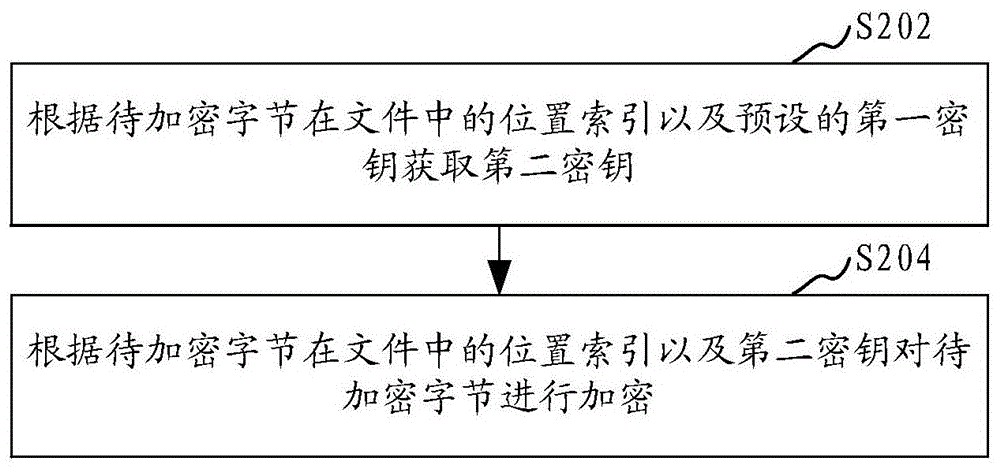 S202
根据待加密字节在文件中的位置索引以及预设的第一密
钥获取第二密钥
S204
根据待加密字节在文件中的位置索引以及第二密钥对待
加密字节进行加密